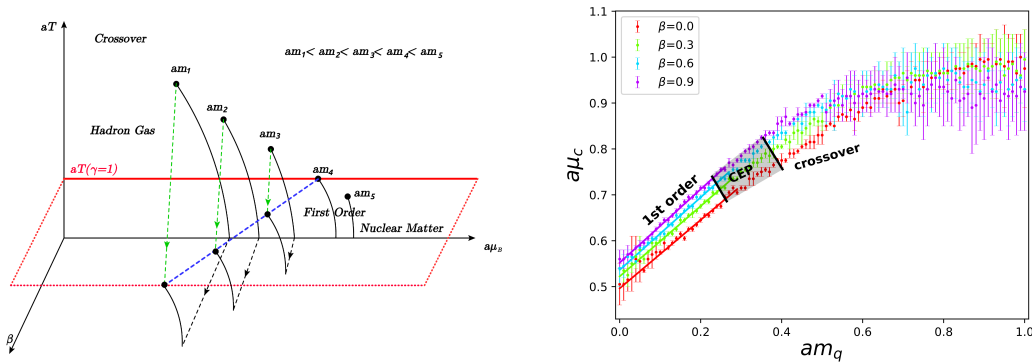 aT
Crossover
am₁< am₂< am₃< am₄< am₅
am₁
am₂
Hadron Gas
am₃
aT(γ=1)
am₄
am₅
First Order
Nuclear Matter
aμ_B
β
1.1
1.0
0.9
0.8
0.7
0.6
0.5
aμ_c
β=0.0
β=0.3
β=0.6
β=0.9
1st order
CEP
crossover
0.0 0.2 0.4 0.6 0.8 1.0
am_q